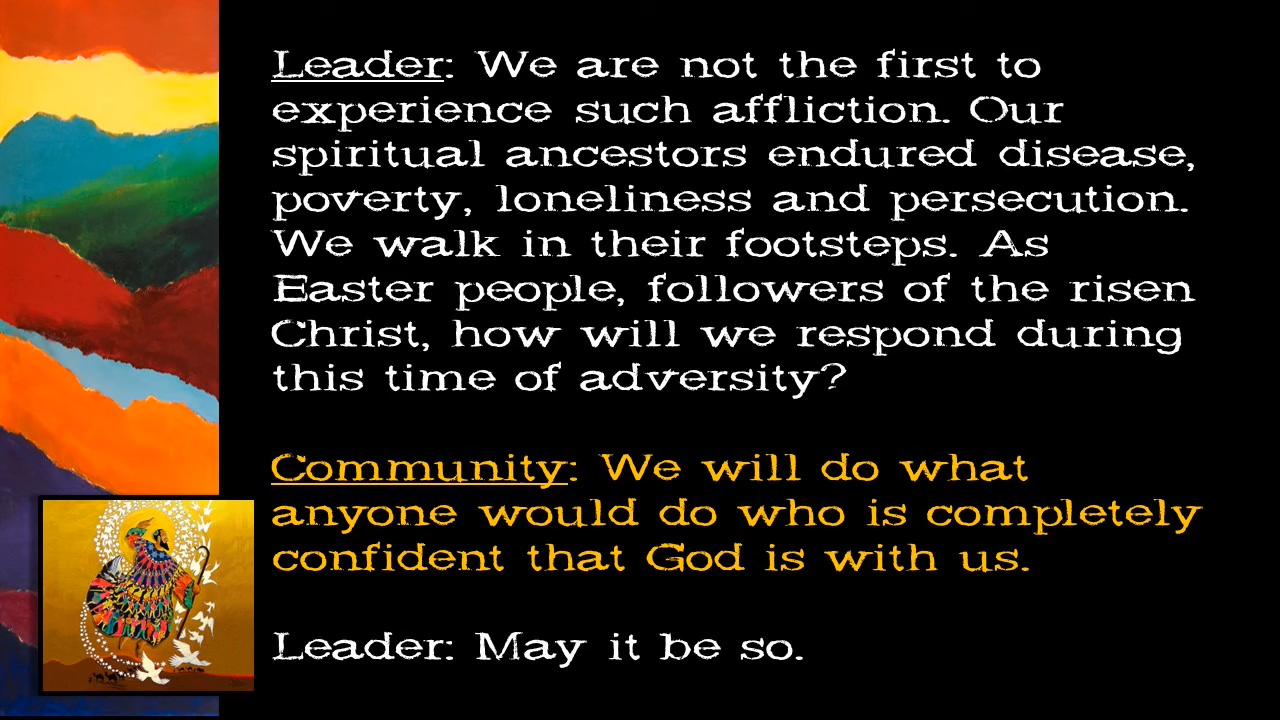 Leader: We are not the first to
experience such affliction. Our
spiritual ancestors endured disease,
poverty, loneliness and persecution.
We walk in their footsteps. As
Easter people, followers of the risen
Christ, how will we respond during
this time of adversity?
Community: We will do what
anyone would do who is completely
confident that God is with us.
Leader: May it be so.